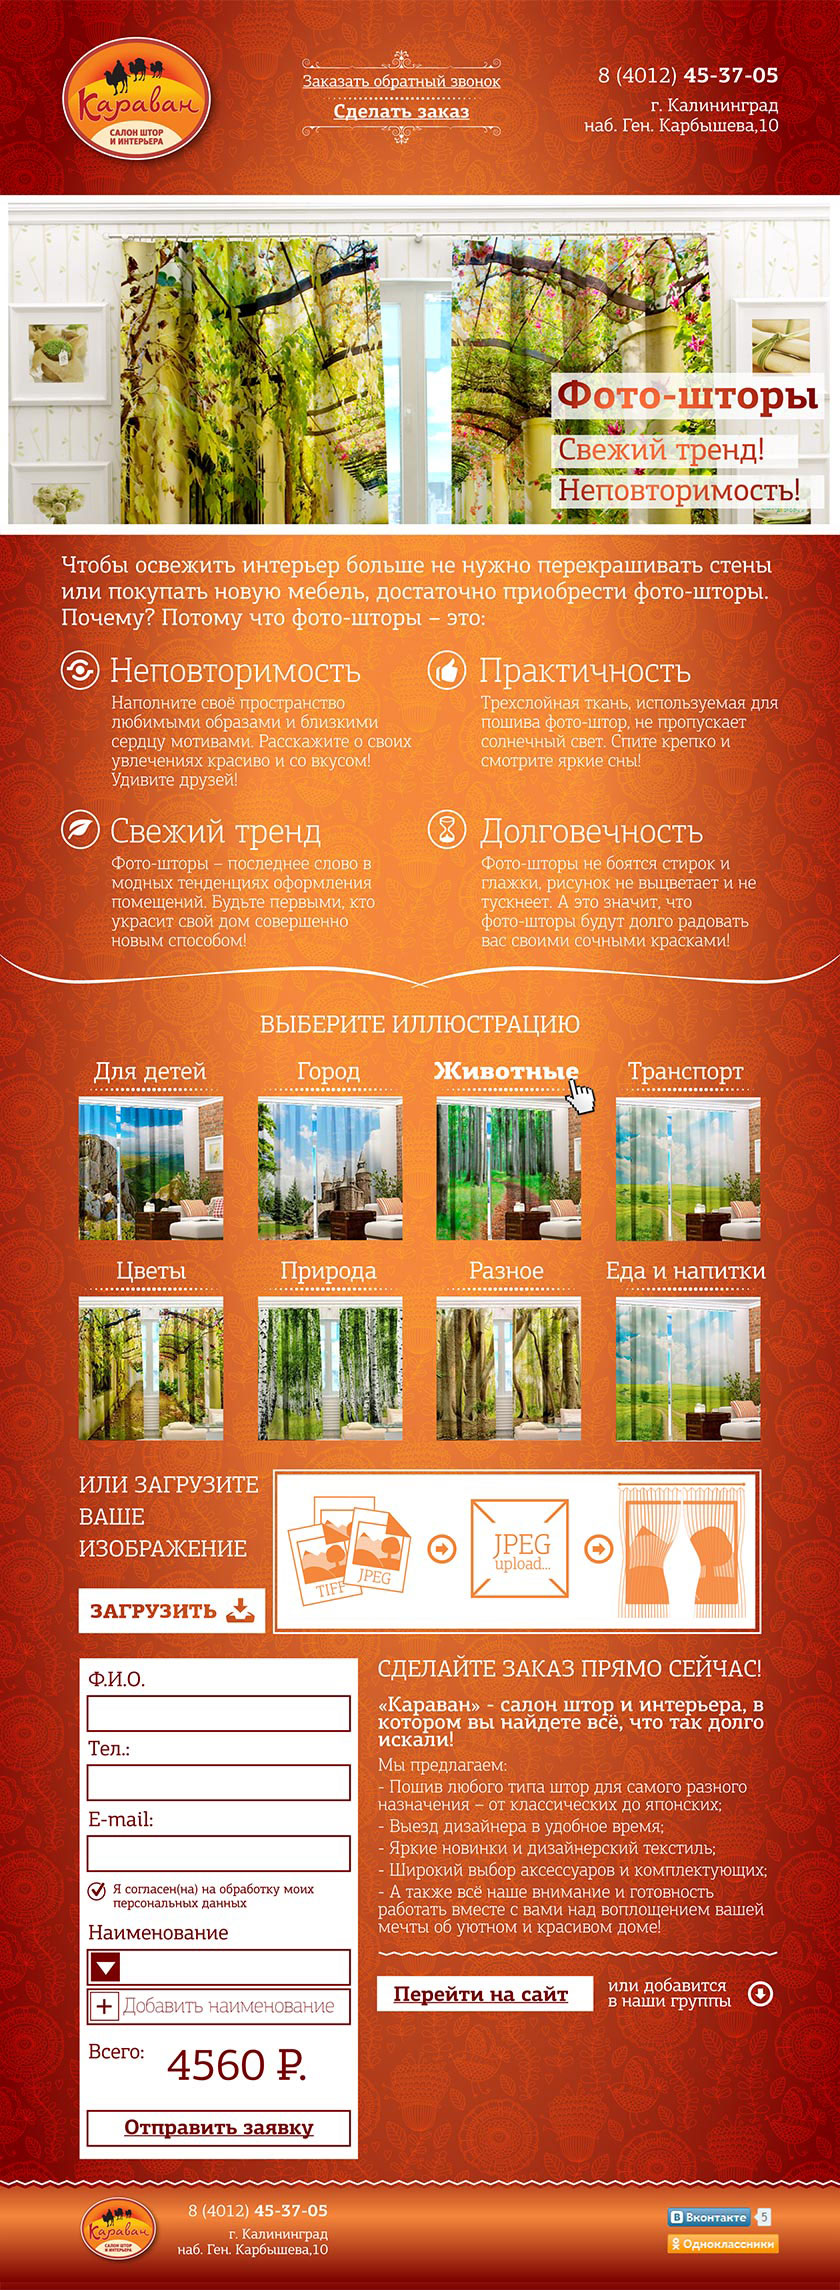 Караван
САЛОН ШТОР
И ИНТЕРЬЕРА
Заказать обратный звонок
Сделать заказ
8 (4012) 45-37-05
г. Калининград
наб. Ген. Карбышева,10
Фото-шторы
Свежий тренд!
Неповторимость!
Чтобы освежить интерьер больше не нужно перекрашивать стены
или покупать новую мебель, достаточно приобрести фото-шторы.
Почему? Потому что фото-шторы – это:
Неповторимость
Наполните своё пространство
любимыми образами и близкими
сердцу мотивами. Расскажите о своих
увлечениях красиво и со вкусом!
Удивите друзей!
Практичность
Трехслойная ткань, используемая для
пошива фото-штор, не пропускает
солнечный свет. Спите крепко и
смотрите яркие сны!
Свежий тренд
Фото-шторы – последнее слово в
модных тенденциях оформления
помещений. Будьте первыми, кто
украсит свой дом совершенно
новым способом!
Долговечность
Фото-шторы не боятся стирок и
глажки, рисунок не выцветает и не
тускнеет. А это значит, что
фото-шторы будут долго радовать
вас своими сочными красками!
ВЫБЕРИТЕ ИЛЛЮСТРАЦИЮ
Для детей
Город
Животные
Транспорт
Цветы
Природа
Разное
Еда и напитки
ИЛИ ЗАГРУЗИТЕ
ВАШЕ
ИЗОБРАЖЕНИЕ
ЗАГРУЗИТЬ
TIFF
JPEG
JPEG
upload...
Ф.И.О.
Тел.:
E-mail:
Я согласен(на) на обработку моих
персональных данных
Наименование
+ Добавить наименование
Всего: 4560 ₽.
Отправить заявку
СДЕЛАЙТЕ ЗАКАЗ ПРЯМО СЕЙЧАС!
«Караван» - салон штор и интерьера, в
котором вы найдете всё, что так долго
искали!
Мы предлагаем:
- Пошив любого типа штор для самого разного
назначения – от классических до японских;
- Выезд дизайнера в удобное время;
- Яркие новинки и дизайнерский текстиль;
- Широкий выбор аксессуаров и комплектующих;
- А также всё наше внимание и готовность
работать вместе с вами над воплощением вашей
мечты об уютном и красивом доме!
Перейти на сайт
или добавится
в наши группы
Караван
САЛОН ШТОР
И ИНТЕРЬЕРА
8 (4012) 45-37-05
г. Калининград
наб. Ген. Карбышева,10
В Вконтакте 5
Одноклассники